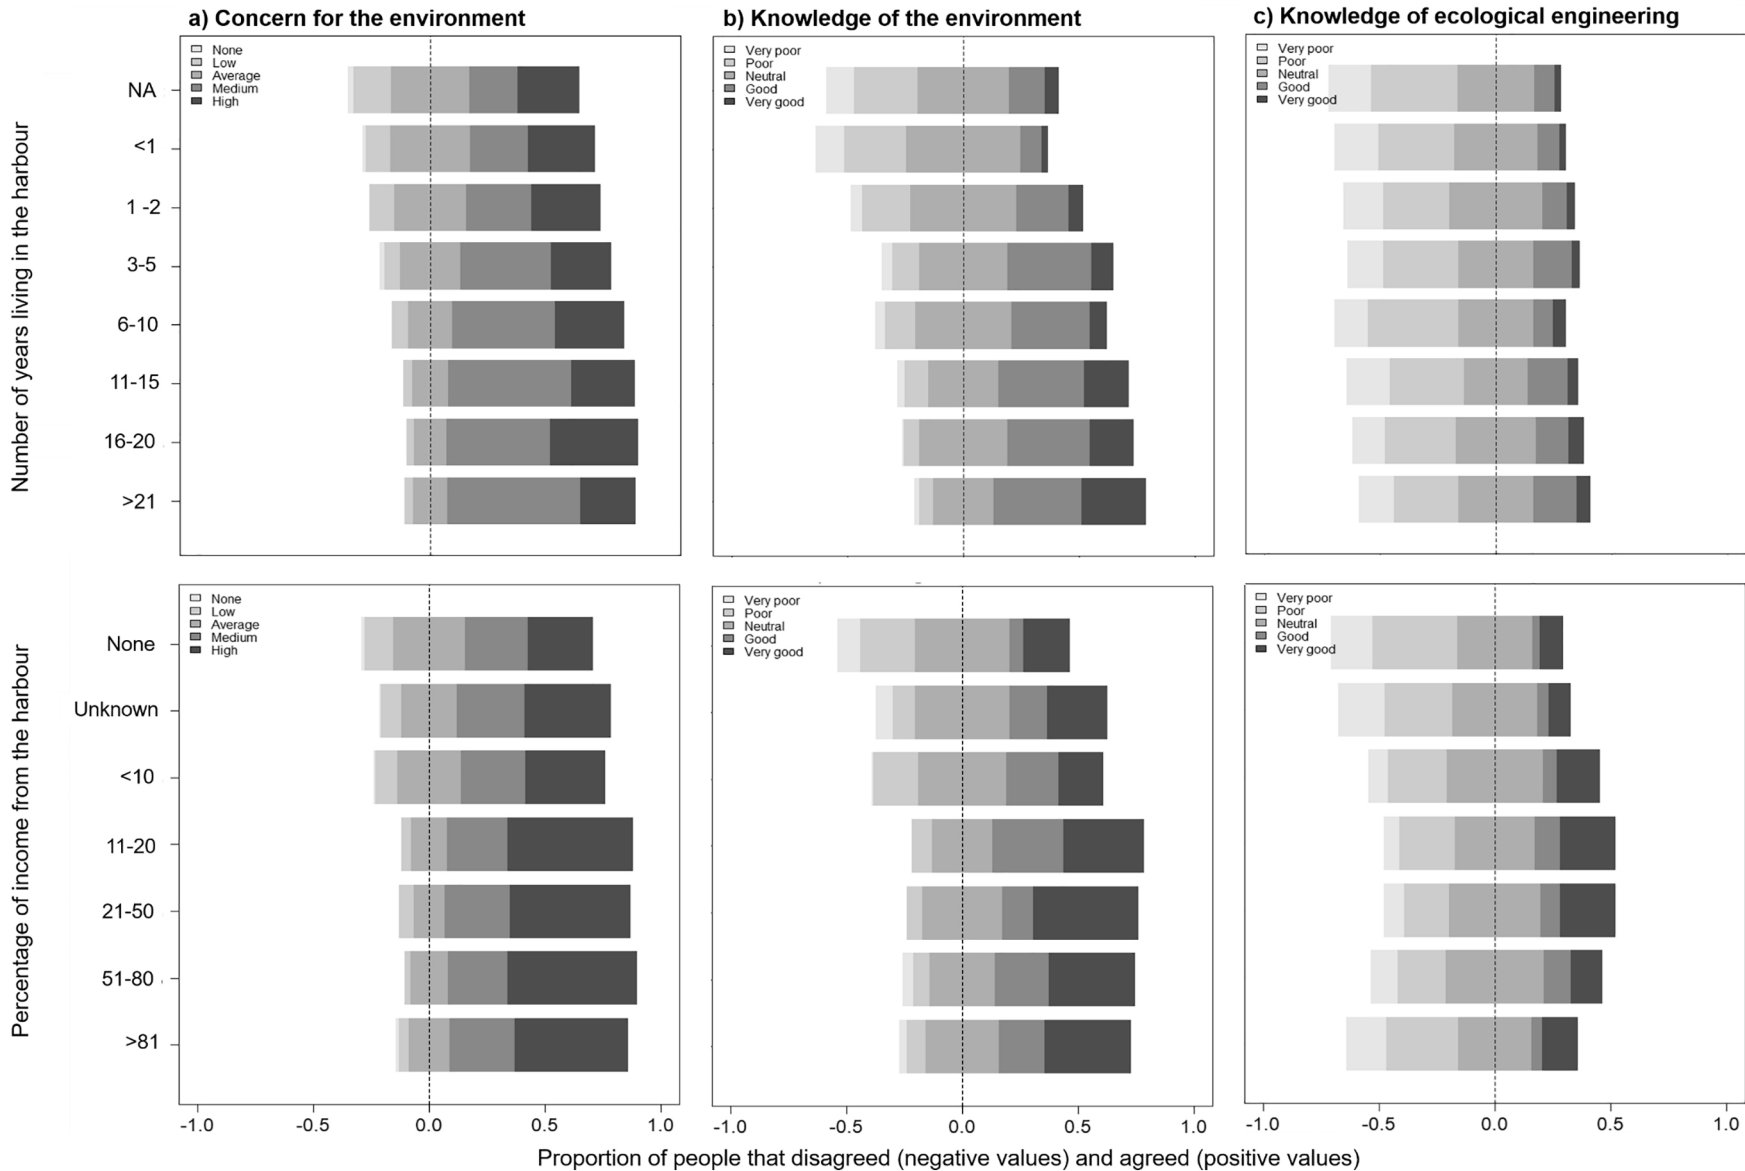 a) Concern for the environment
b) Knowledge of the environment
c) Knowledge of ecological engineering
Number of years living in the harbour
NA
<1
1 -2
3-5
6-10
11-15
16-20
>21
None
Low
Average
Medium
High
Very poor
Poor
Neutral
Good
Very good
Very poor
Poor
Neutral
Good
Very good
Percentage of income from the harbour
None
Unknown
<10
11-20
21-50
51-80
>81
None
Low
Average
Medium
High
Very poor
Poor
Neutral
Good
Very good
Very poor
Poor
Neutral
Good
Very good
-1.0 -0.5 0.0 0.5 1.0
-1.0 -0.5 0.0 0.5 1.0
-1.0 -0.5 0.0 0.5 1.0
Proportion of people that disagreed (negative values) and agreed (positive values)